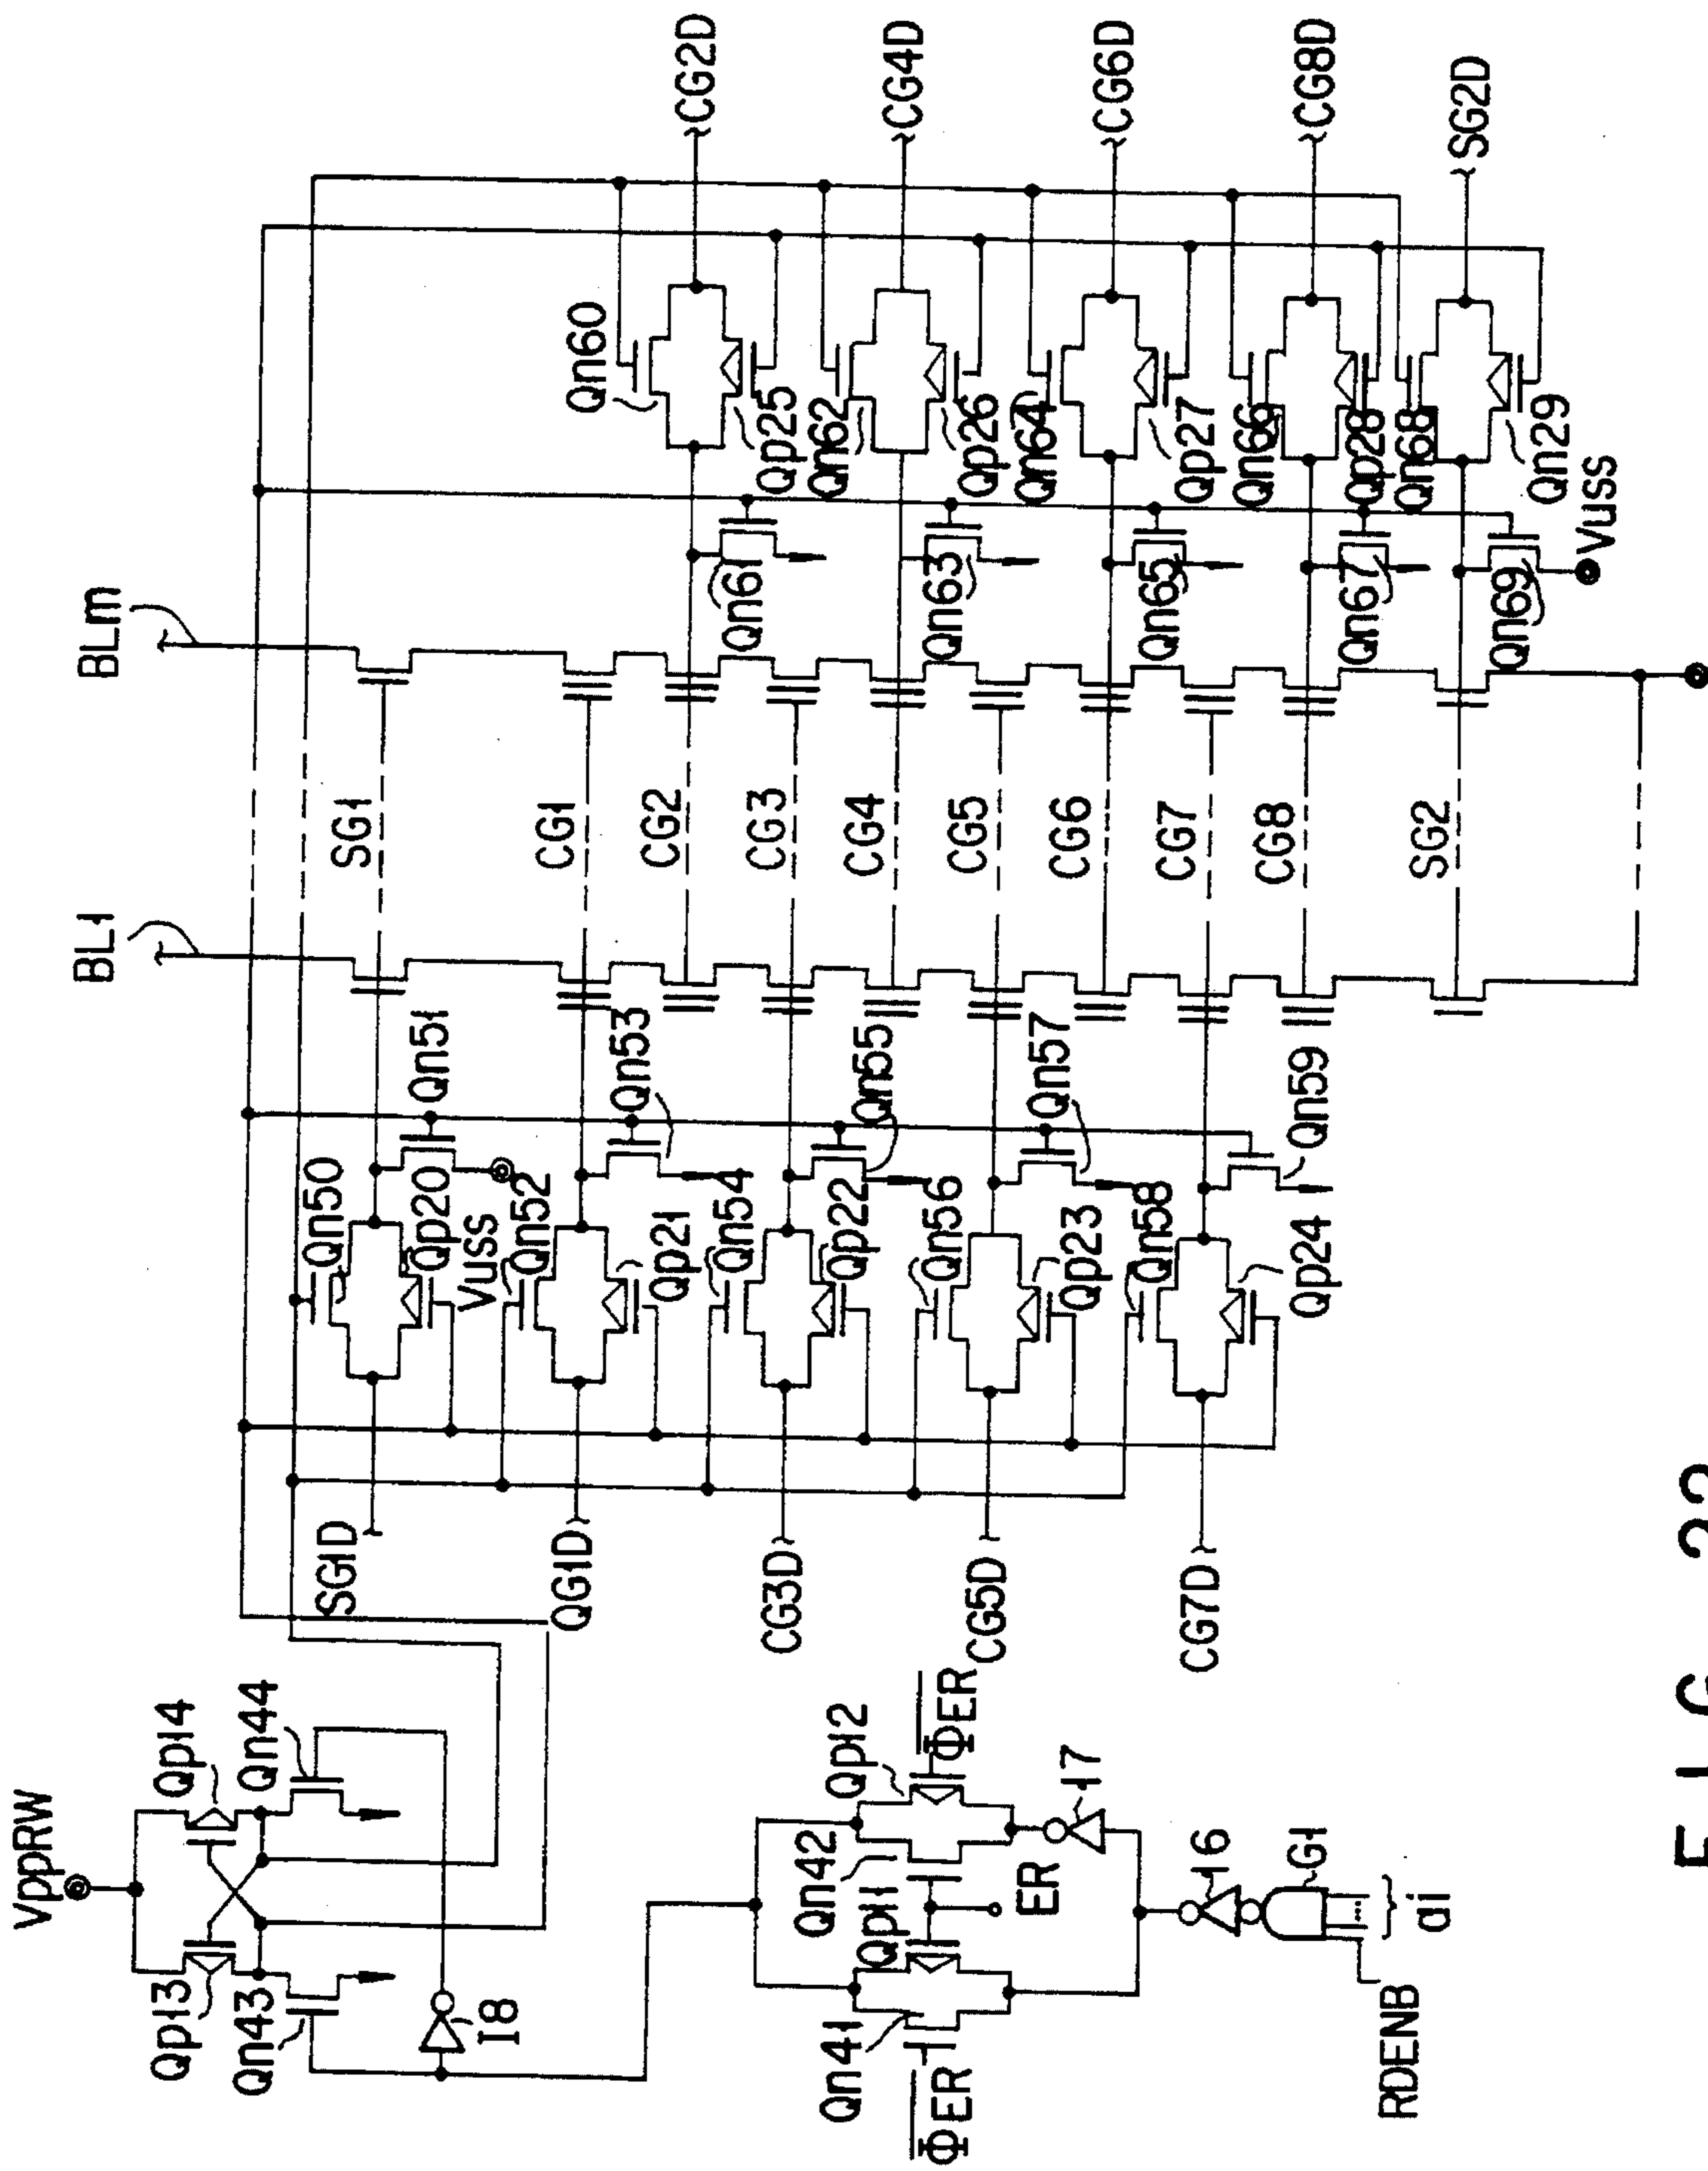 VppRW
Qp13
Qp14
Qn43
Qn44
I8
Qn41
Qp11
Qn42
Qp12
ΦER
ER
ΦER
I7
I6
G1
RDENB
ai
SG1D
QG1D
CG3D
CG5D
CG7D
Qn50
Qp20
Qn51
Vuss
Qn52
Qp21
Qn53
Qn54
Qp22
Qn55
Qn56
Qp23
Qn57
Qn58
Qp24
Qn59
BL1
BLm
SG1
CG1
CG2
CG3
CG4
CG5
CG6
CG7
CG8
SG2
Qn60
Qp25
Qn61
Qn62
Qp26
Qn63
Qn64
Qp27
Qn65
Qn66
Qp28
Qn67
Qn68
Qn29
Qn69
Vuss
CG2D
CG4D
CG6D
CG8D
SG2D